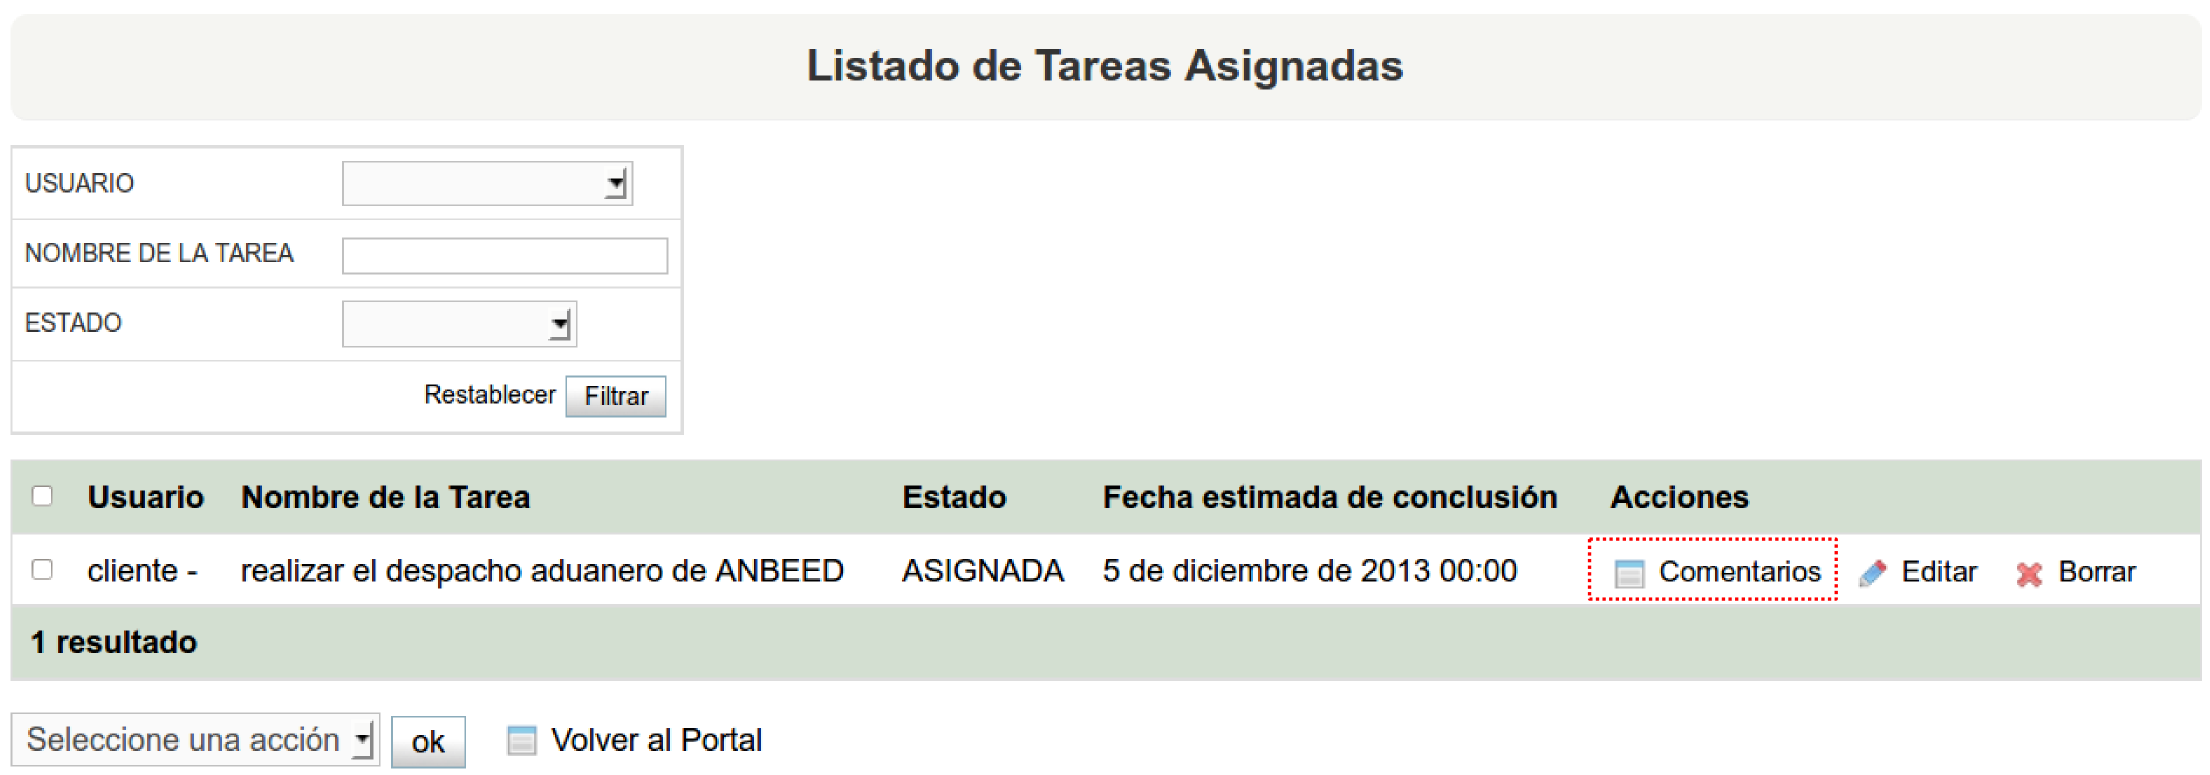 Listado de Tareas Asignadas
USUARIO
NOMBRE DE LA TAREA
ESTADO
Restablecer Filtrar
Usuario Nombre de la Tarea Estado Fecha estimada de conclusión Acciones
cliente - realizar el despacho aduanero de ANBEED ASIGNADA 5 de diciembre de 2013 00:00 Comentarios Editar Borrar
1 resultado
Seleccione una acción ok Volver al Portal